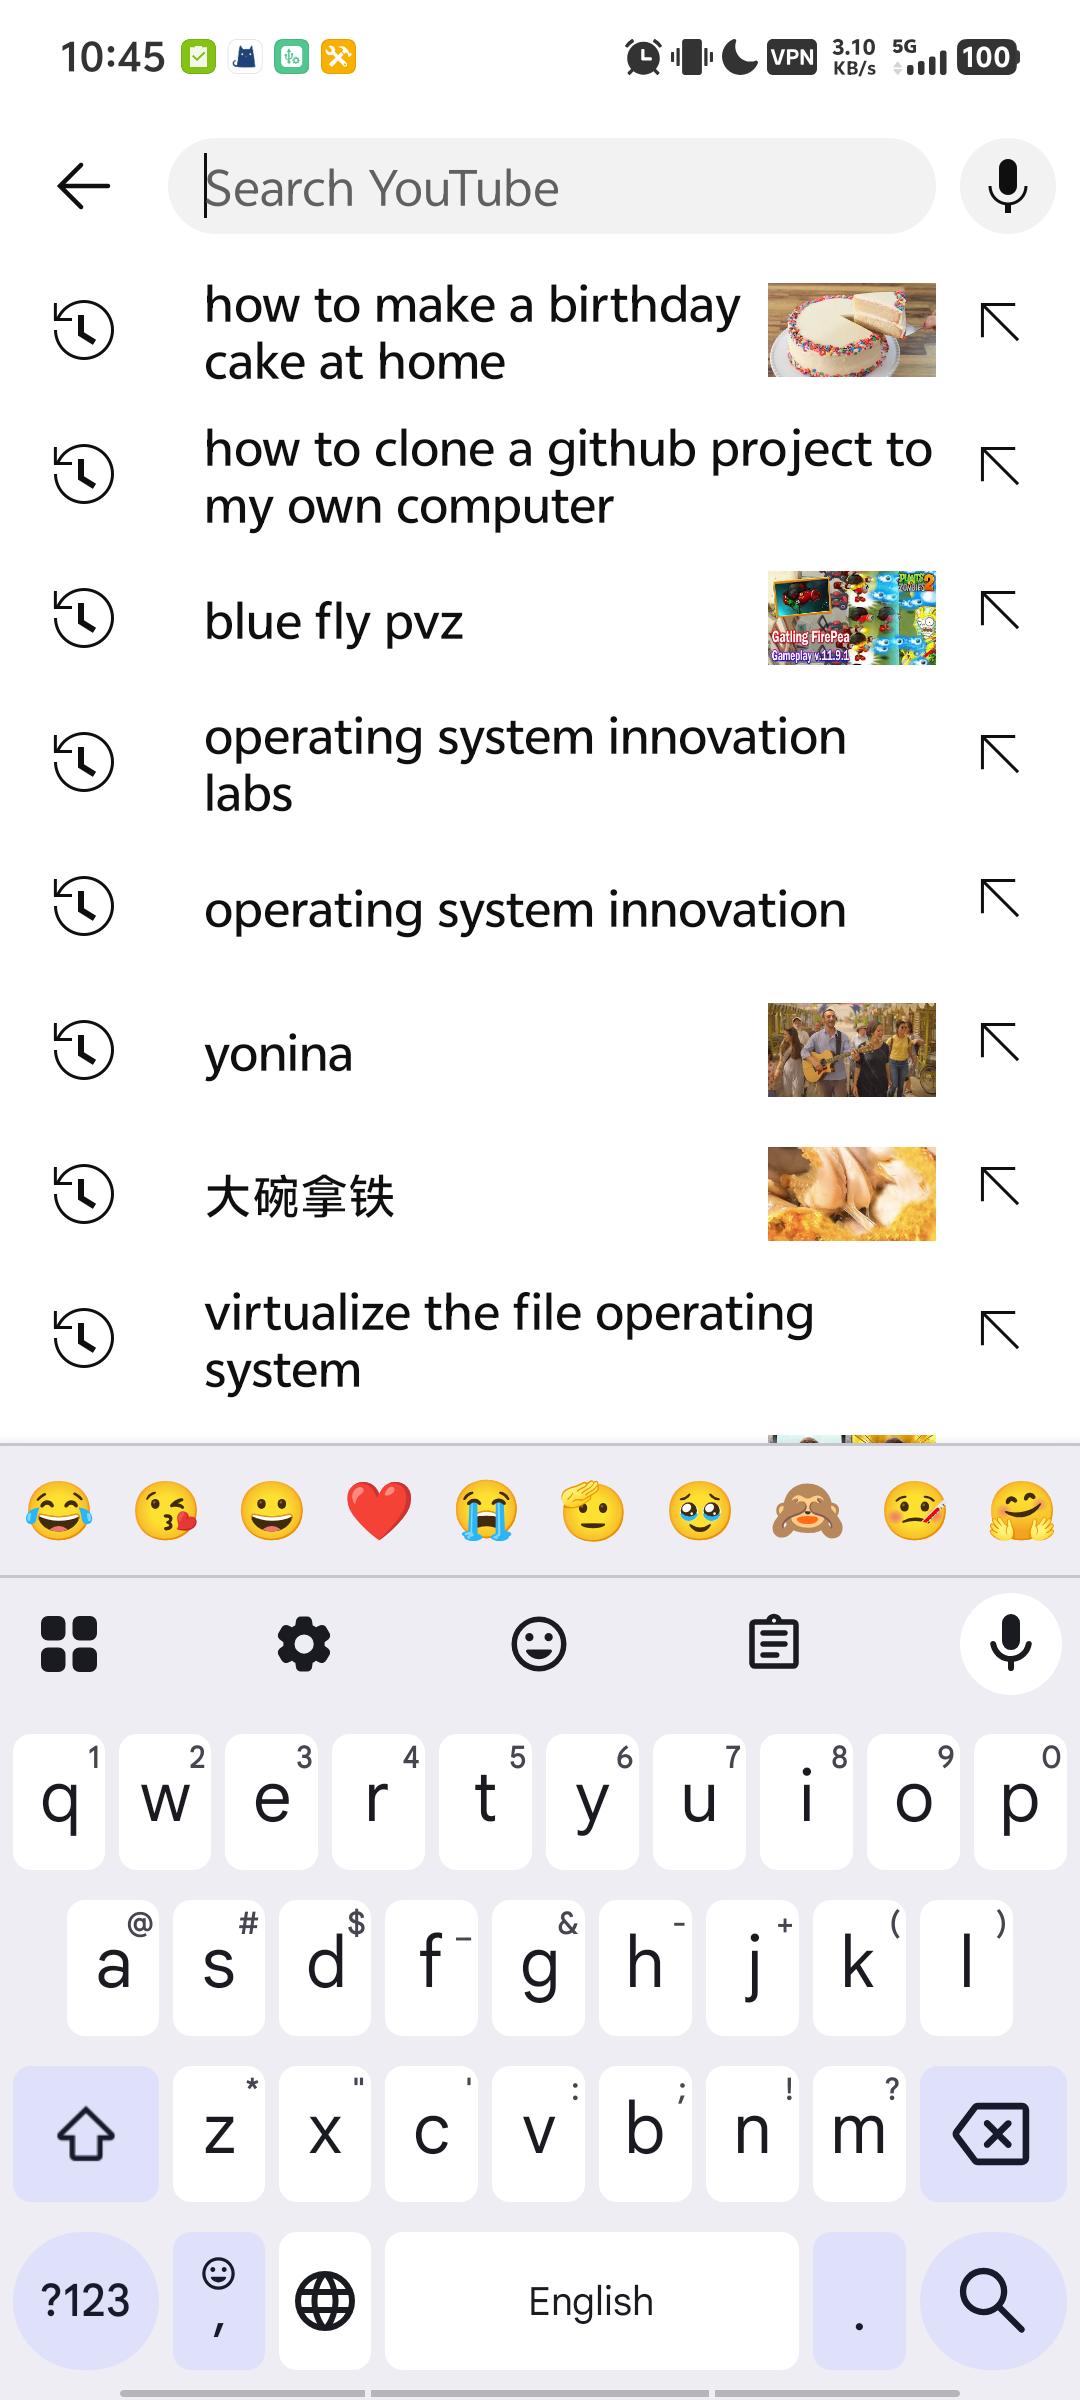 10:45
VPN
3.10
KB/s
5G
100
Search YouTube
how to make a birthday
cake at home
how to clone a github project to
my own computer
blue fly pvz
PLANTS
ZOMBIES 2
Gatling FirePea
Gameplay v.11.9.1
operating system innovation
labs
operating system innovation
yonina
大碗拿铁
virtualize the file operating
system
1 2 3 4 5 6 7 8 9 0
q w e r t y u i o p
@ # $ _ & - + ( )
a s d f g h j k l
* " ' : ; ! ?
z x c v b n m
?123 , English .